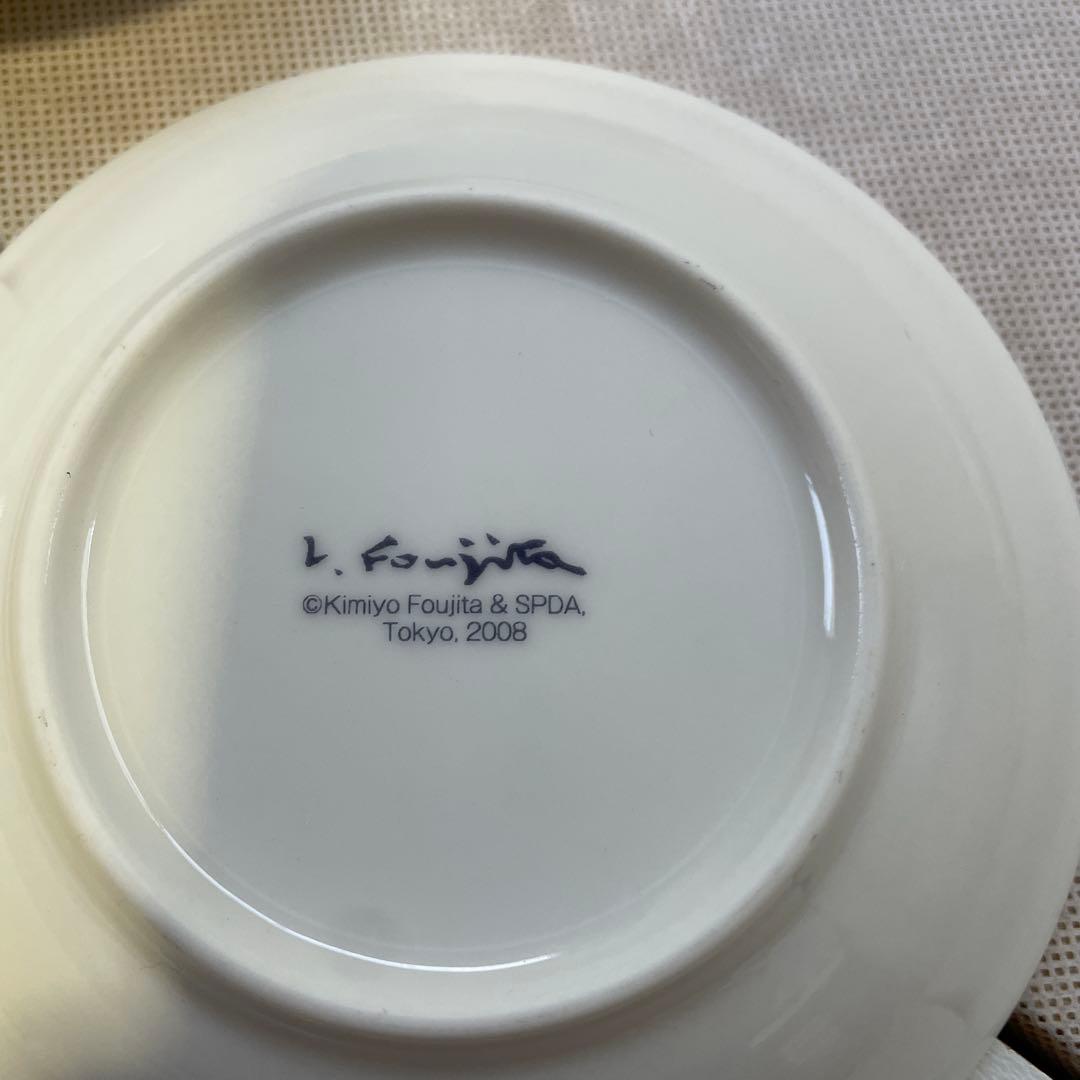 L. Foujita
©Kimiyo Foujita & SPDA,
Tokyo, 2008